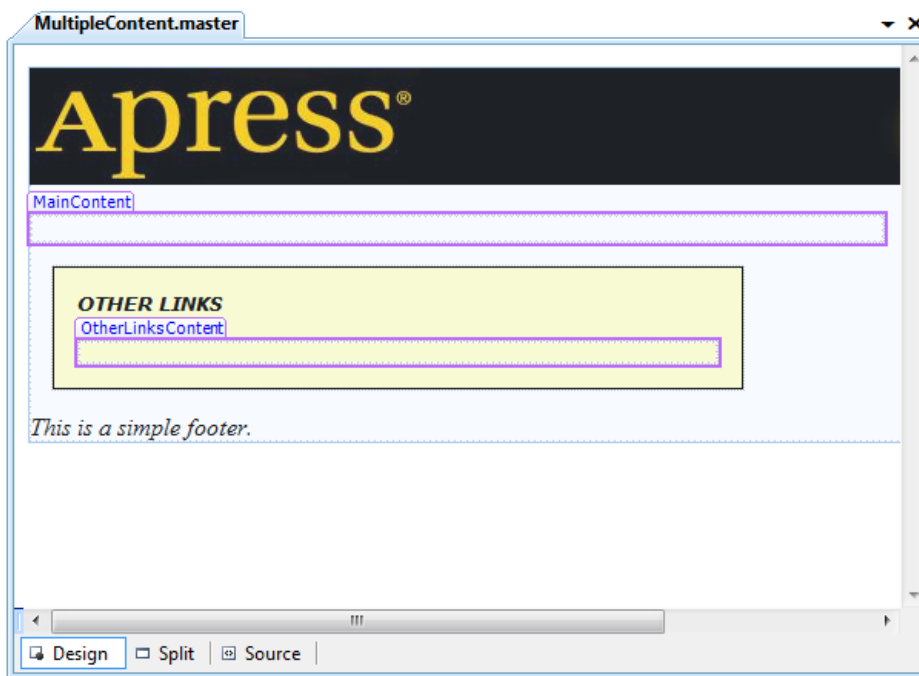 MultipleContent.master
Apress®
MainContent
OTHER LINKS
OtherLinksContent
This is a simple footer.
Design Split Source